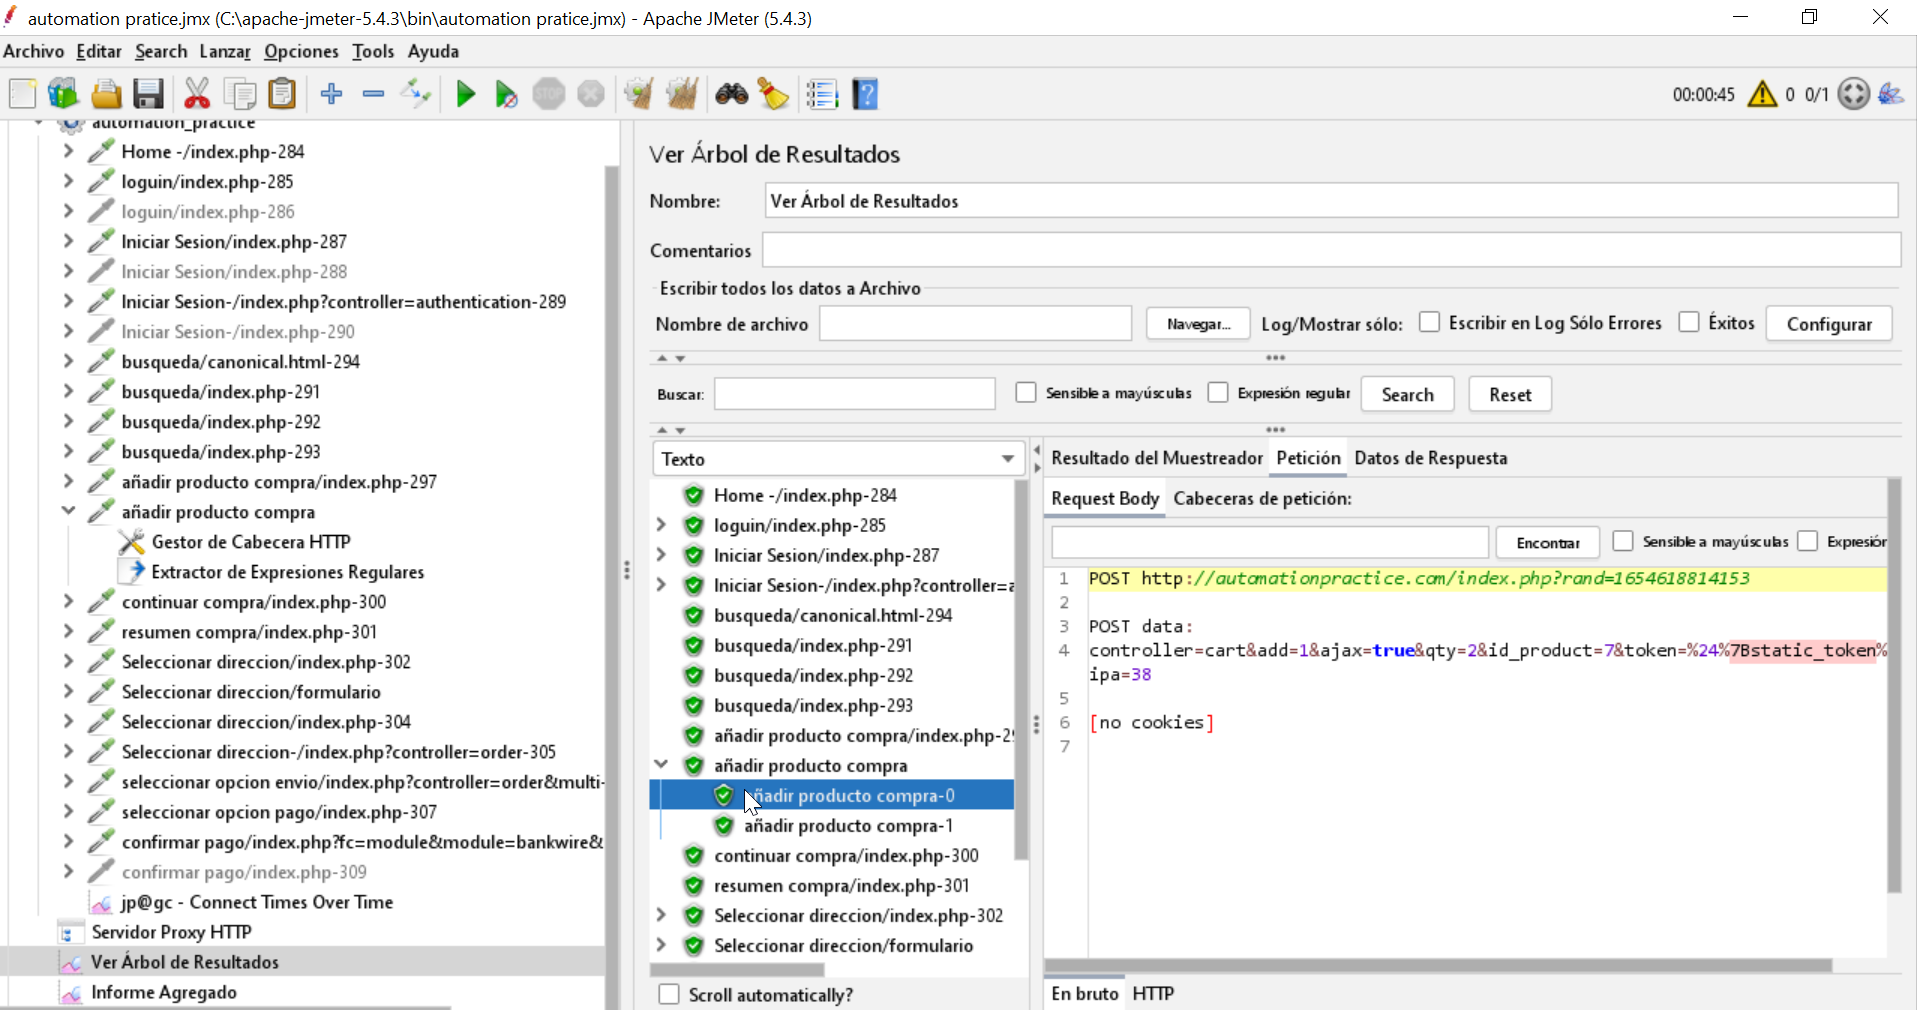 automation pratice.jmx (C:\apache-jmeter-5.4.3\bin\automation pratice.jmx) - Apache JMeter (5.4.3)
Archivo Editar Search Lanzar Opciones Tools Ayuda
STOP
00:00:45 0 0/1
automation_practice
Home -/index.php-284
loguin/index.php-285
loguin/index.php-286
Iniciar Sesion/index.php-287
Iniciar Sesion/index.php-288
Iniciar Sesion-/index.php?controller=authentication-289
Iniciar Sesion-/index.php-290
busqueda/canonical.html-294
busqueda/index.php-291
busqueda/index.php-292
busqueda/index.php-293
añadir producto compra/index.php-297
añadir producto compra
Gestor de Cabecera HTTP
Extractor de Expresiones Regulares
continuar compra/index.php-300
resumen compra/index.php-301
Seleccionar direccion/index.php-302
Seleccionar direccion/formulario
Seleccionar direccion/index.php-304
Seleccionar direccion-/index.php?controller=order-305
seleccionar opcion envio/index.php?controller=order&multi-
seleccionar opcion pago/index.php-307
confirmar pago/index.php?fc=module&module=bankwire&
confirmar pago/index.php-309
jp@gc - Connect Times Over Time
Servidor Proxy HTTP
Ver Árbol de Resultados
Informe Agregado
Ver Árbol de Resultados
Nombre: Ver Árbol de Resultados
Comentarios
Escribir todos los datos a Archivo
Nombre de archivo Navegar... Log/Mostrar sólo: Escribir en Log Sólo Errores Éxitos Configurar
Buscar: Sensible a mayúsculas Expresión regular Search Reset
Texto
Home -/index.php-284
loguin/index.php-285
Iniciar Sesion/index.php-287
Iniciar Sesion-/index.php?controller=a
busqueda/canonical.html-294
busqueda/index.php-291
busqueda/index.php-292
busqueda/index.php-293
añadir producto compra/index.php-2
añadir producto compra
añadir producto compra-0
añadir producto compra-1
continuar compra/index.php-300
resumen compra/index.php-301
Seleccionar direccion/index.php-302
Seleccionar direccion/formulario
Scroll automatically?
Resultado del Muestreador Petición Datos de Respuesta
Request Body Cabeceras de petición:
Encontrar Sensible a mayúsculas Expresión
1 POST http://automationpractice.com/index.php?rand=1654618814153
2
3 POST data:
4 controller=cart&add=1&ajax=true&qty=2&id_product=7&token=%24%7Bstatic_token%
ipa=38
5
6 [no cookies]
7
En bruto HTTP